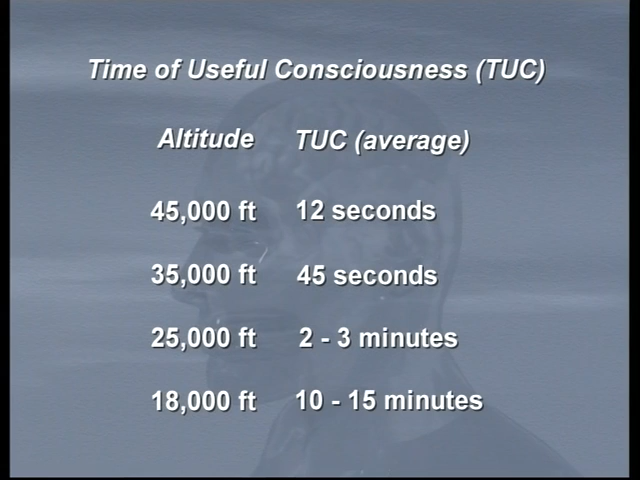 Time of Useful Consciousness (TUC)
Altitude TUC (average)
45,000 ft 12 seconds
35,000 ft 45 seconds
25,000 ft 2 - 3 minutes
18,000 ft 10 - 15 minutes